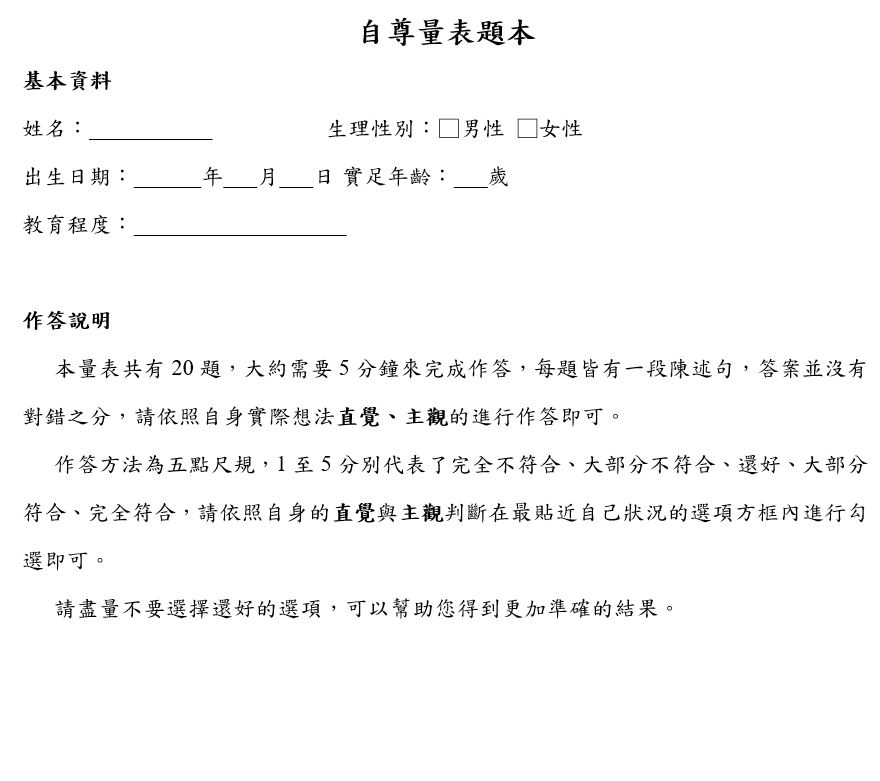 自尊量表題本
基本資料
姓名：___________ 生理性別：□男性 □女性
出生日期：______年___月___日 實足年齡：___歲
教育程度：___________________
作答說明
本量表共有 20 題，大約需要 5 分鐘來完成作答，每題皆有一段陳述句，答案並沒有
對錯之分，請依照自身實際想法直覺、主觀的進行作答即可。
作答方法為五點尺規，1 至 5 分別代表了完全不符合、大部分不符合、還好、大部分
符合、完全符合，請依照自身的直覺與主觀判斷在最貼近自己狀況的選項方框內進行勾
選即可。
請盡量不要選擇還好的選項，可以幫助您得到更加準確的結果。